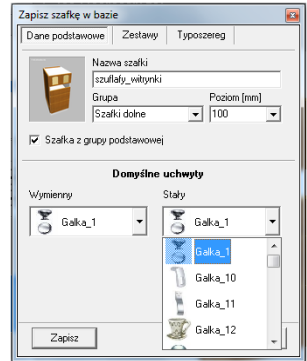 Zapisz szafkę w bazie
Dane podstawowe Zestawy Typoszereg
Nazwa szafki
szuflafy_witrynki
Grupa Poziom [mm]
Szafki dolne 100
Szafka z grupy podstawowej
Domyślne uchwyty
Wymienny Stały
Galka_1 Galka_1
Galka_1
Galka_10
Galka_11
Galka_12
Zapisz